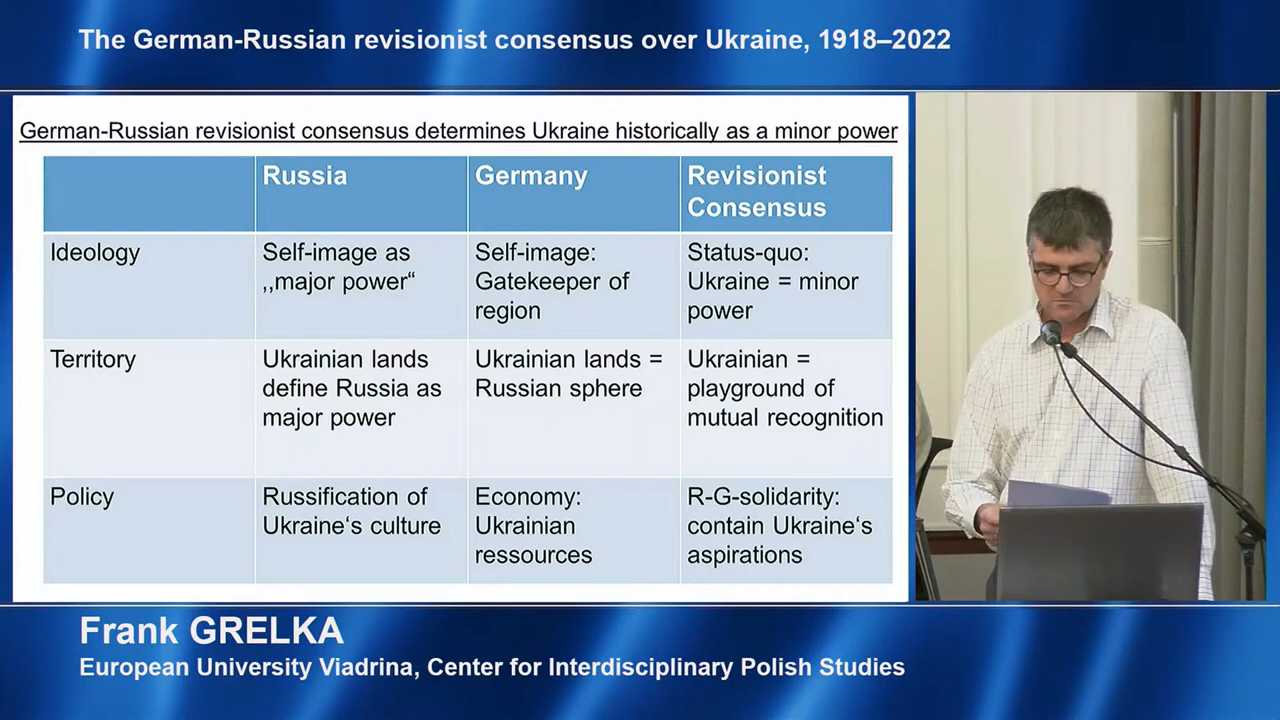 The German-Russian revisionist consensus over Ukraine, 1918–2022
German-Russian revisionist consensus determines Ukraine historically as a minor power
Russia
Germany
Revisionist
Consensus
Ideology
Self-image as
,,major power“
Self-image:
Gatekeeper of
region
Status-quo:
Ukraine = minor
power
Territory
Ukrainian lands
define Russia as
major power
Ukrainian lands =
Russian sphere
Ukrainian =
playground of
mutual recognition
Policy
Russification of
Ukraine‘s culture
Economy:
Ukrainian
ressources
R-G-solidarity:
contain Ukraine‘s
aspirations
Frank GRELKA
European University Viadrina, Center for Interdisciplinary Polish Studies